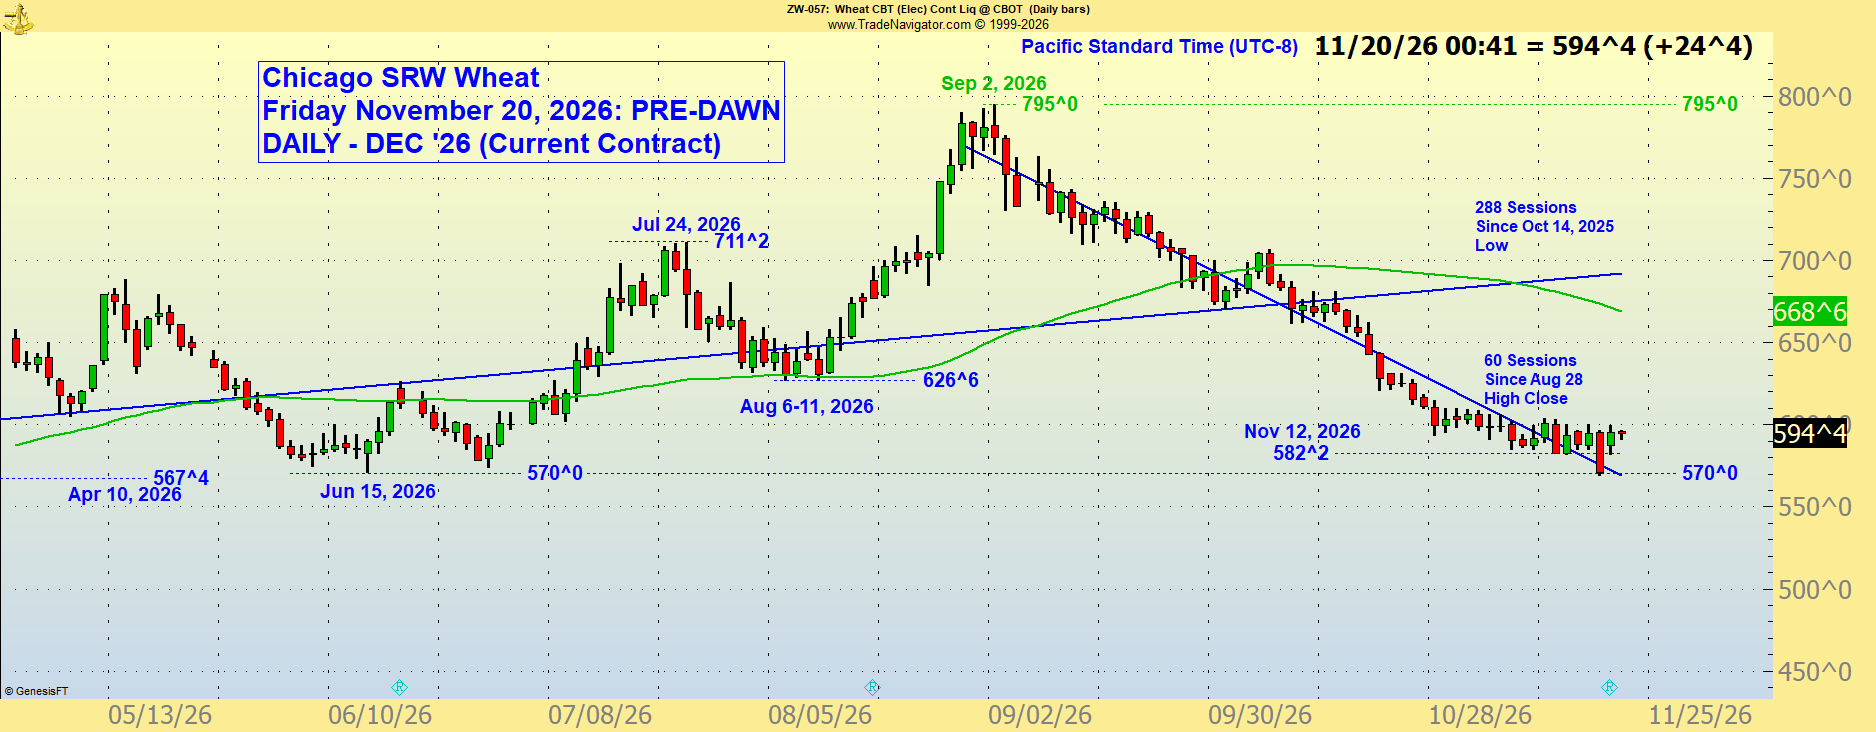 ZW-057: Wheat CBT (Elec) Cont Liq @ CBOT (Daily bars)
www.TradeNavigator.com © 1999-2026
Pacific Standard Time (UTC-8) 11/20/26 00:41 = 594^4 (+24^4)
Chicago SRW Wheat
Friday November 20, 2026: PRE-DAWN
DAILY - DEC '26 (Current Contract)
Sep 2, 2026
795^0
795^0
800^0
750^0
Jul 24, 2026
711^2
288 Sessions
Since Oct 14, 2025
Low
700^0
668^6
650^0
60 Sessions
Since Aug 28
High Close
626^6
Aug 6-11, 2026
Nov 12, 2026
582^2
594^4
567^4
Apr 10, 2026
Jun 15, 2026
570^0
570^0
550^0
500^0
450^0
© GenesisFT
R
R
R
05/13/26
06/10/26
07/08/26
08/05/26
09/02/26
09/30/26
10/28/26
11/25/26